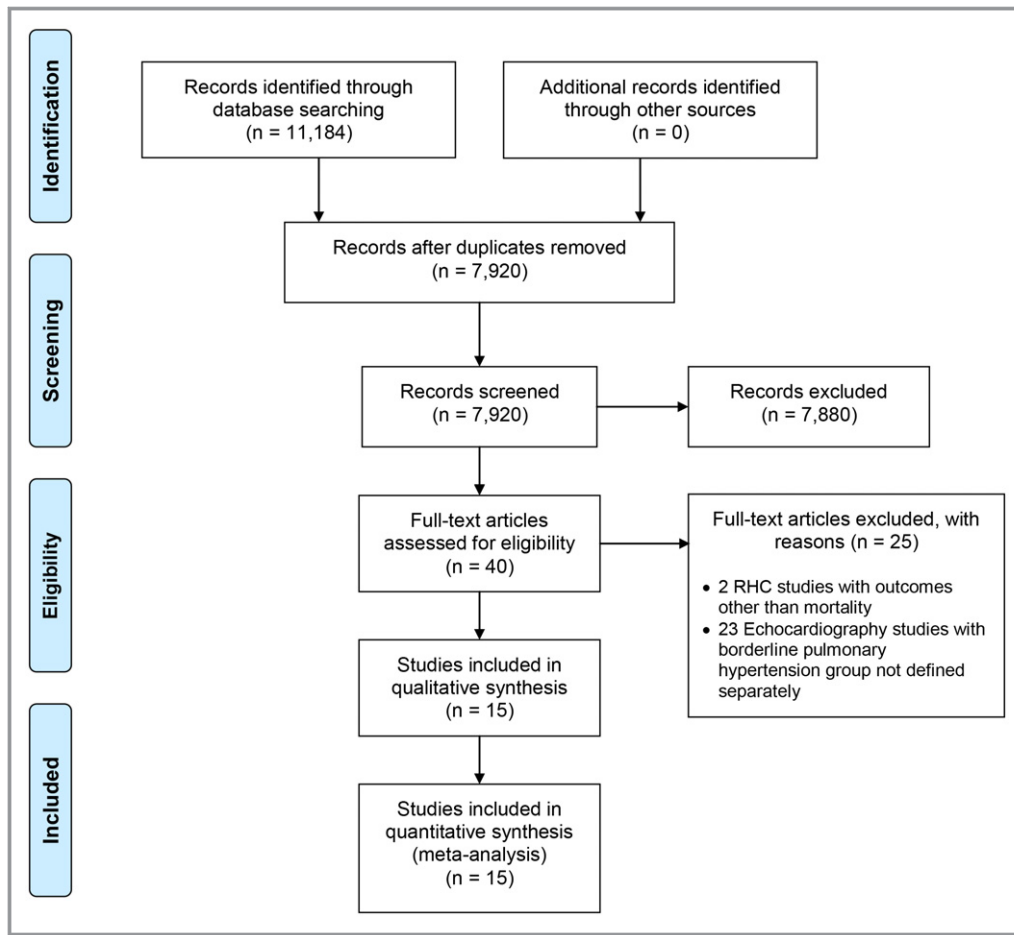 Identification
Records identified through
database searching
(n = 11,184)
Additional records identified
through other sources
(n = 0)
Records after duplicates removed
(n = 7,920)
Screening
Records screened
(n = 7,920)
Records excluded
(n = 7,880)
Eligibility
Full-text articles
assessed for eligibility
(n = 40)
Full-text articles excluded, with
reasons (n = 25)
• 2 RHC studies with outcomes
other than mortality
• 23 Echocardiography studies with
borderline pulmonary
hypertension group not defined
separately
Studies included in
qualitative synthesis
(n = 15)
Included
Studies included in
quantitative synthesis
(meta-analysis)
(n = 15)